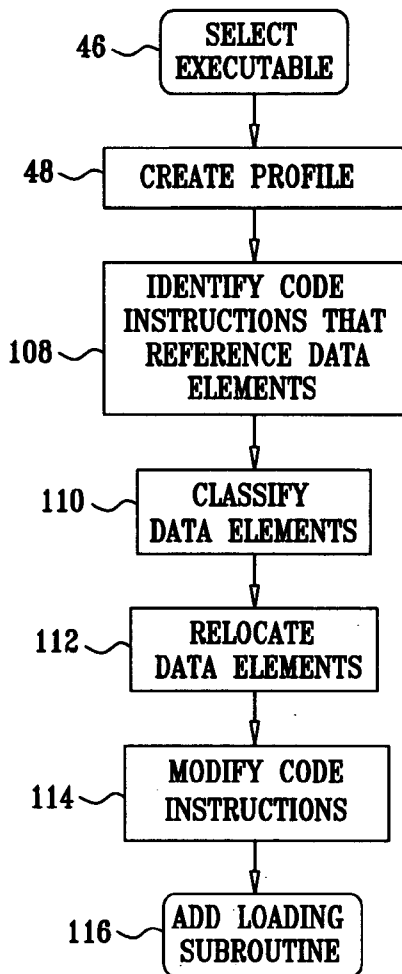 46
SELECT
EXECUTABLE
48
CREATE PROFILE
108
IDENTIFY CODE
INSTRUCTIONS THAT
REFERENCE DATA
ELEMENTS
110
CLASSIFY
DATA ELEMENTS
112
RELOCATE
DATA ELEMENTS
114
MODIFY CODE
INSTRUCTIONS
116
ADD LOADING
SUBROUTINE